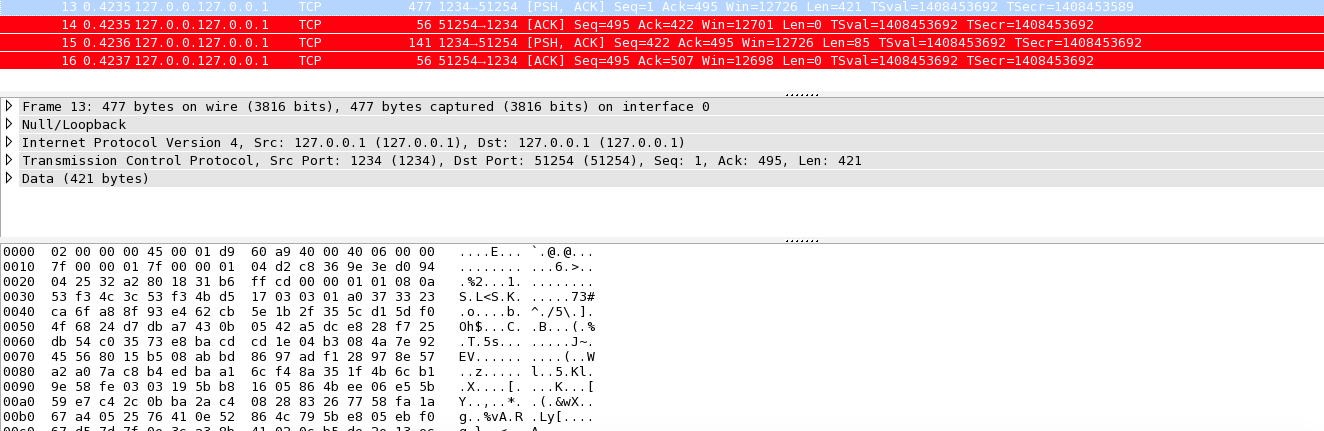 13 0.4235 127.0.0.127.0.0.1 TCP 477 1234→51254 [PSH, ACK] Seq=1 Ack=495 Win=12726 Len=421 TSval=1408453692 TSecr=1408453589
14 0.4235 127.0.0.127.0.0.1 TCP 56 51254→1234 [ACK] Seq=495 Ack=422 Win=12701 Len=0 TSval=1408453692 TSecr=1408453692
15 0.4236 127.0.0.127.0.0.1 TCP 141 1234→51254 [PSH, ACK] Seq=422 Ack=495 Win=12726 Len=85 TSval=1408453692 TSecr=1408453692
16 0.4237 127.0.0.127.0.0.1 TCP 56 51254→1234 [ACK] Seq=495 Ack=507 Win=12698 Len=0 TSval=1408453692 TSecr=1408453692
Frame 13: 477 bytes on wire (3816 bits), 477 bytes captured (3816 bits) on interface 0
Null/Loopback
Internet Protocol Version 4, Src: 127.0.0.1 (127.0.0.1), Dst: 127.0.0.1 (127.0.0.1)
Transmission Control Protocol, Src Port: 1234 (1234), Dst Port: 51254 (51254), Seq: 1, Ack: 495, Len: 421
Data (421 bytes)
0000 02 00 00 00 45 00 01 d9 60 a9 40 00 40 06 00 00 ....E... `.@.@...
0010 7f 00 00 01 7f 00 00 01 04 d2 c8 36 9e 3e d0 94 ........ ...6.>..
0020 04 25 32 a2 80 18 31 b6 ff cd 00 00 01 01 08 0a .%2...1. ........
0030 53 f3 4c 3c 53 f3 4b d5 17 03 03 01 a0 37 33 23 S.L<S.K. .....73#
0040 ca 6f a8 8f 93 e4 62 cb 5e 1b 2f 35 5c d1 5d f0 .o....b. ^./5\.].
0050 4f 68 24 d7 db a7 43 0b 05 42 a5 dc e8 28 f7 25 Oh$...C. .B...(.%
0060 db 54 c0 35 73 e8 ba cd cd 1e 04 b3 08 4a 7e 92 .T.5s... .....J~.
0070 45 56 80 15 b5 08 ab bd 86 97 ad f1 28 97 8e 57 EV...... ....(..W
0080 a2 a0 7a c8 b4 ed ba a1 6c f4 8a 35 1f 4b 6c b1 ..z..... l..5.Kl.
0090 9e 58 fe 03 03 19 5b b8 16 05 86 4b ee 06 e5 5b .X....[. ...K...[
00a0 59 e7 c4 2c 0b ba 2a c4 08 28 83 26 77 58 fa 1a Y..,..*. .(.&wX..
00b0 67 a4 05 25 76 41 0e 52 86 4c 79 5b e8 05 eb f0 g..%vA.R .Ly[....